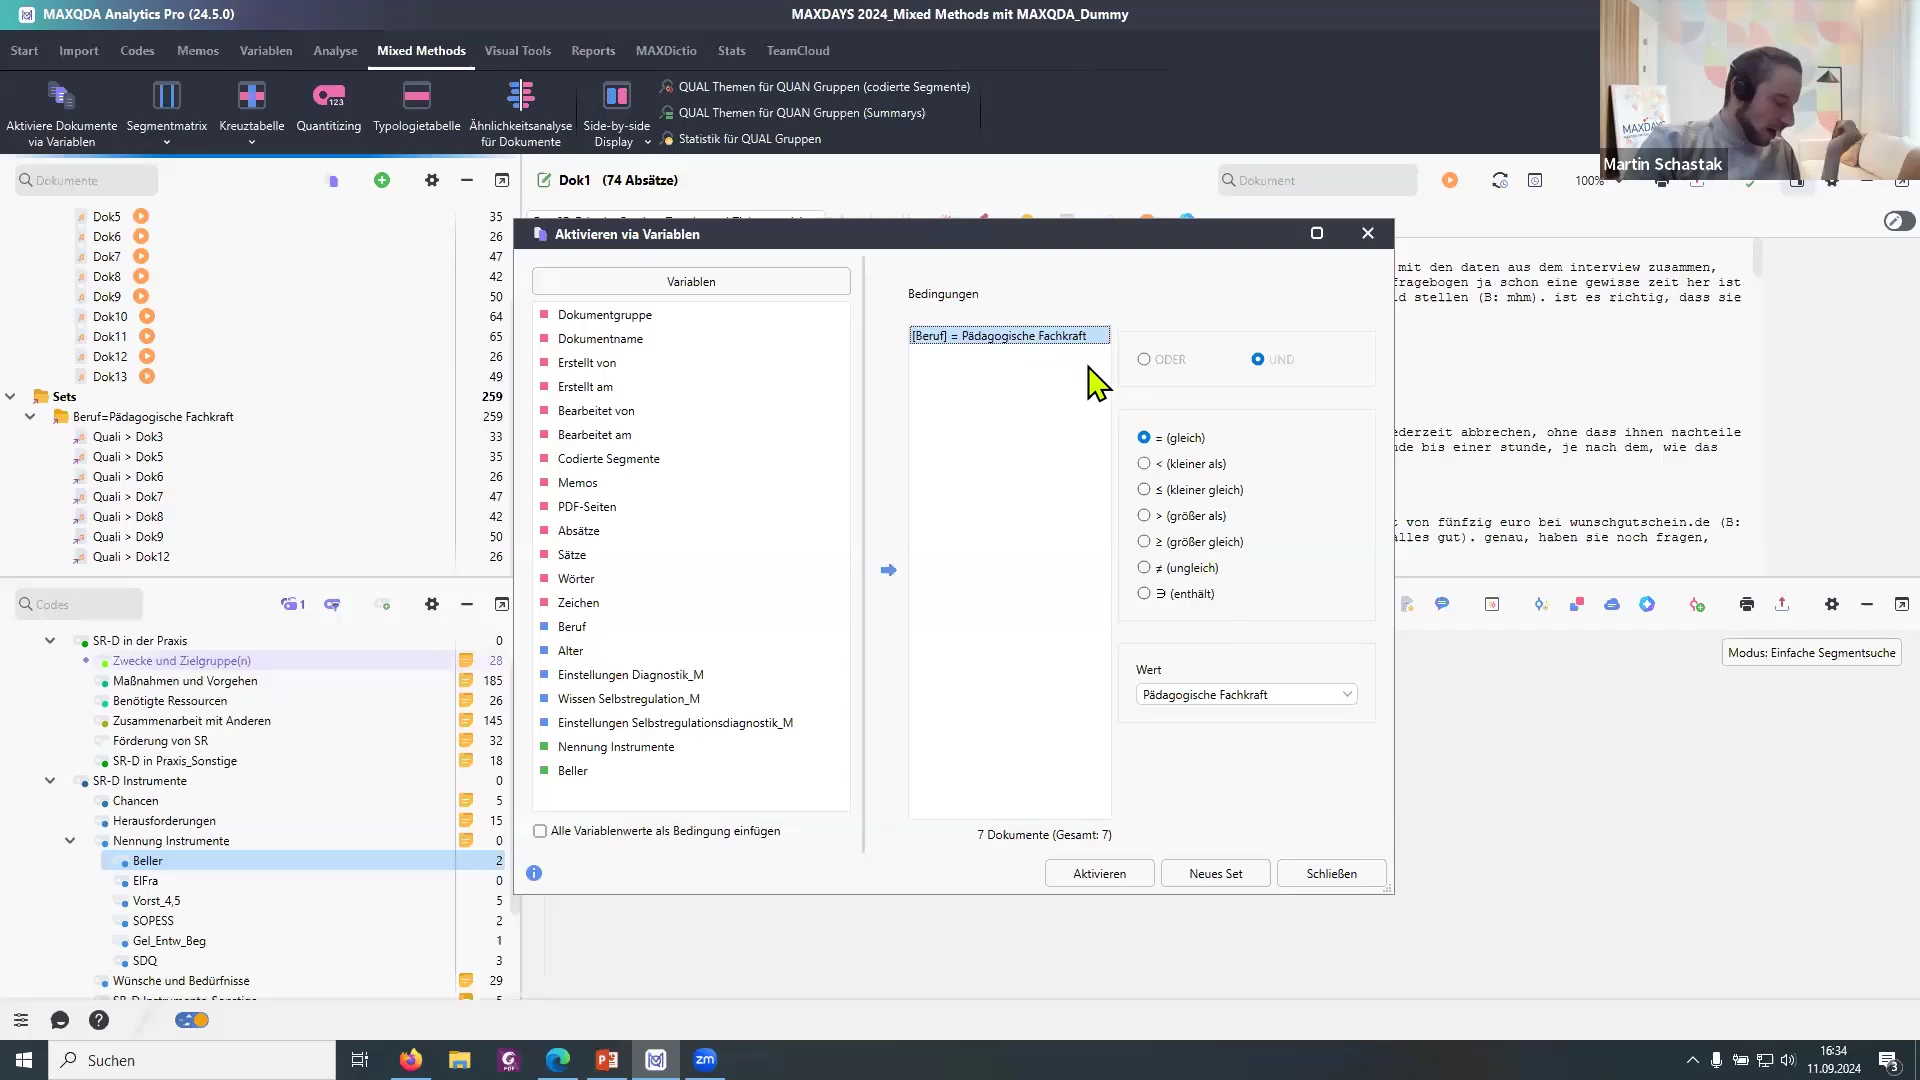 MAXQDA Analytics Pro (24.5.0)
MAXDAYS 2024_Mixed Methods mit MAXQDA_Dummy
Start Import Codes Memos Variablen Analyse Mixed Methods Visual Tools Reports MAXDictio Stats TeamCloud
Aktiviere Dokumente via Variablen
Segmentmatrix
Kreuztabelle
123
Quantitizing
Typologietabelle
Ähnlichkeitsanalyse für Dokumente
Side-by-side Display
QUAL Themen für QUAN Gruppen (codierte Segmente)
QUAL Themen für QUAN Gruppen (Summarys)
Statistik für QUAL Gruppen
MAXDAYS
Martin Schastak
Dokumente
Dok1 (74 Absätze)
Dokument
100%
Dok5 35
Dok6 26
Dok7 47
Dok8 42
Dok9 50
Dok10 64
Dok11 65
Dok12 26
Dok13 49
Sets 259
Beruf=Pädagogische Fachkraft 259
Quali > Dok3 33
Quali > Dok5 35
Quali > Dok6 26
Quali > Dok7 47
Quali > Dok8 42
Quali > Dok9 50
Quali > Dok12 26
Codes
1
SR-D in der Praxis 0
Zwecke und Zielgruppe(n) 28
Maßnahmen und Vorgehen 185
Benötigte Ressourcen 26
Zusammenarbeit mit Anderen 145
Förderung von SR 32
SR-D in Praxis_Sonstige 18
SR-D Instrumente 0
Chancen 5
Herausforderungen 15
Nennung Instrumente 0
Beller 2
ElFra 0
Vorst_4,5 5
SOPESS 2
Gel_Entw_Beg 1
SDQ 3
Wünsche und Bedürfnisse 29
Aktivieren via Variablen
Variablen
Dokumentgruppe
Dokumentname
Erstellt von
Erstellt am
Bearbeitet von
Bearbeitet am
Codierte Segmente
Memos
PDF-Seiten
Absätze
Sätze
Wörter
Zeichen
Beruf
Alter
Einstellungen Diagnostik_M
Wissen Selbstregulation_M
Einstellungen Selbstregulationsdiagnostik_M
Nennung Instrumente
Beller
Alle Variablenwerte als Bedingung einfügen
Bedingungen
[Beruf] = Pädagogische Fachkraft
ODER UND
= (gleich)
< (kleiner als)
≤ (kleiner gleich)
> (größer als)
≥ (größer gleich)
≠ (ungleich)
∋ (enthält)
Wert
Pädagogische Fachkraft
7 Dokumente (Gesamt: 7)
Aktivieren
Neues Set
Schließen
mit den daten aus dem interview zusammen,
fragebogen ja schon eine gewisse zeit her ist
stellen (B: mhm). ist es richtig, dass sie
ederzeit abbrechen, ohne dass ihnen nachteile
bis einer stunde, je nach dem, wie das
von fünfzig euro bei wunschgutschein.de (B:
alles gut). genau, haben sie noch fragen,
Modus: Einfache Segmentsuche
Suchen
PDF
zm
16:34
11.09.2024
3